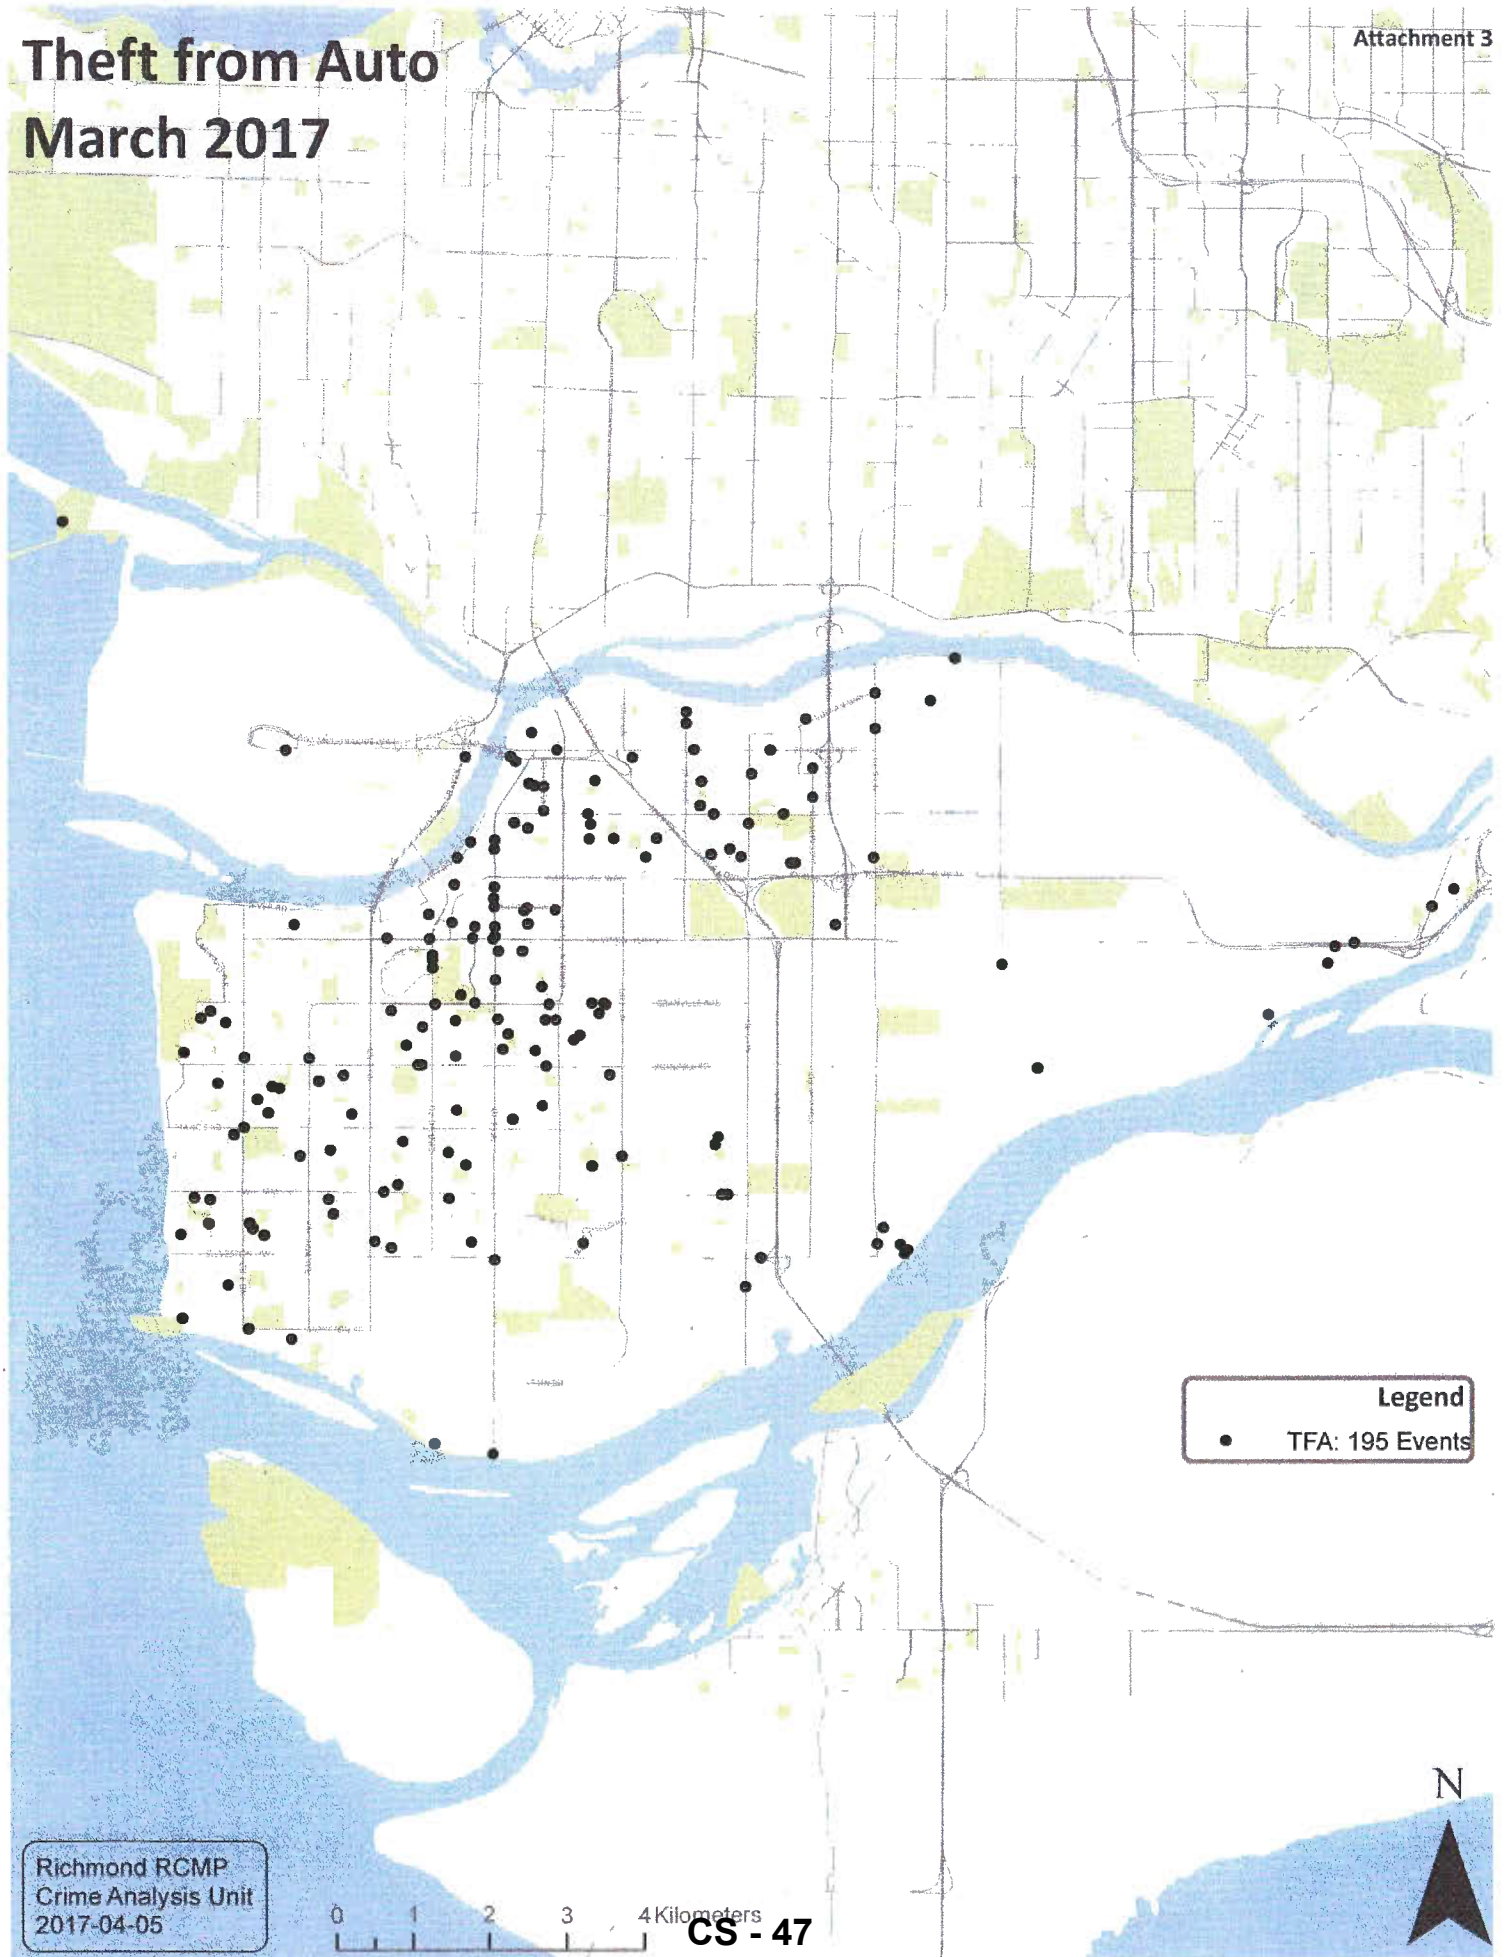 Theft from Auto
March 2017
Attachment 3
Legend
TFA: 195 Events
N
Richmond RCMP
Crime Analysis Unit
2017-04-05
0 1 2 3 4 Kilometers
CS - 47